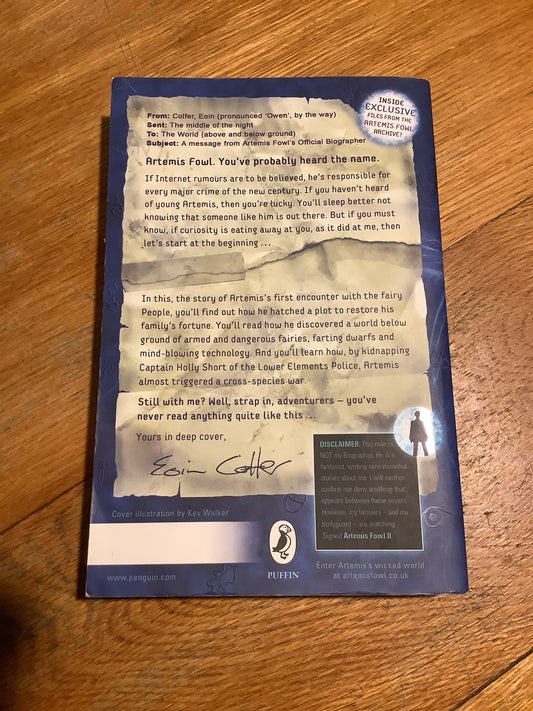 INSIDE
EXCLUSIVE
FILES FROM THE
ARTEMIS FOWL
ARCHIVE!
From: Colfer, Eoin (pronounced 'Owen', by the way)
Sent: The middle of the night
To: The World (above and below ground)
Subject: A message from Artemis Fowl's Official Biographer
Artemis Fowl. You've probably heard the name.
If Internet rumours are to be believed, he's responsible for
every major crime of the new century. If you haven't heard
of young Artemis, then you're lucky. You'll sleep better not
knowing that someone like him is out there. But if you must
know, if curiosity is eating away at you, as it did at me, then
let's start at the beginning ...
In this, the story of Artemis's first encounter with the fairy
People, you'll find out how he hatched a plot to restore his
family's fortune. You'll read how he discovered a world below
ground of armed and dangerous fairies, farting dwarfs and
mind-blowing technology. And you'll learn how, by kidnapping
Captain Holly Short of the Lower Elements Police, Artemis
almost triggered a cross-species war.
Still with me? Well, strap in, adventurers – you've
never read anything quite like this ...
Yours in deep cover,
Eoin Colfer
DISCLAIMER: This man is
NOT my Biographer. He is a
fantasist, writing sensationalist
stories about me. I will neither
confirm nor deny anything that
appears between these covers.
However, my lawyers – and my
bodyguard – are watching.
Signed Artemis Fowl II
Cover illustration by Kev Walker
www.penguin.com
PUFFIN
Enter Artemis's wicked world
at artemisfowl.co.uk